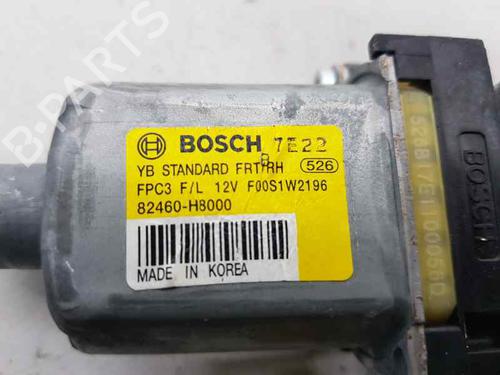 B-PARTS
BOSCH 7E22
B
YB STANDARD FRT/RH 526
FPC3 F/L 12V F00S1W2196
82460-H8000
MADE IN KOREA
BOSCH